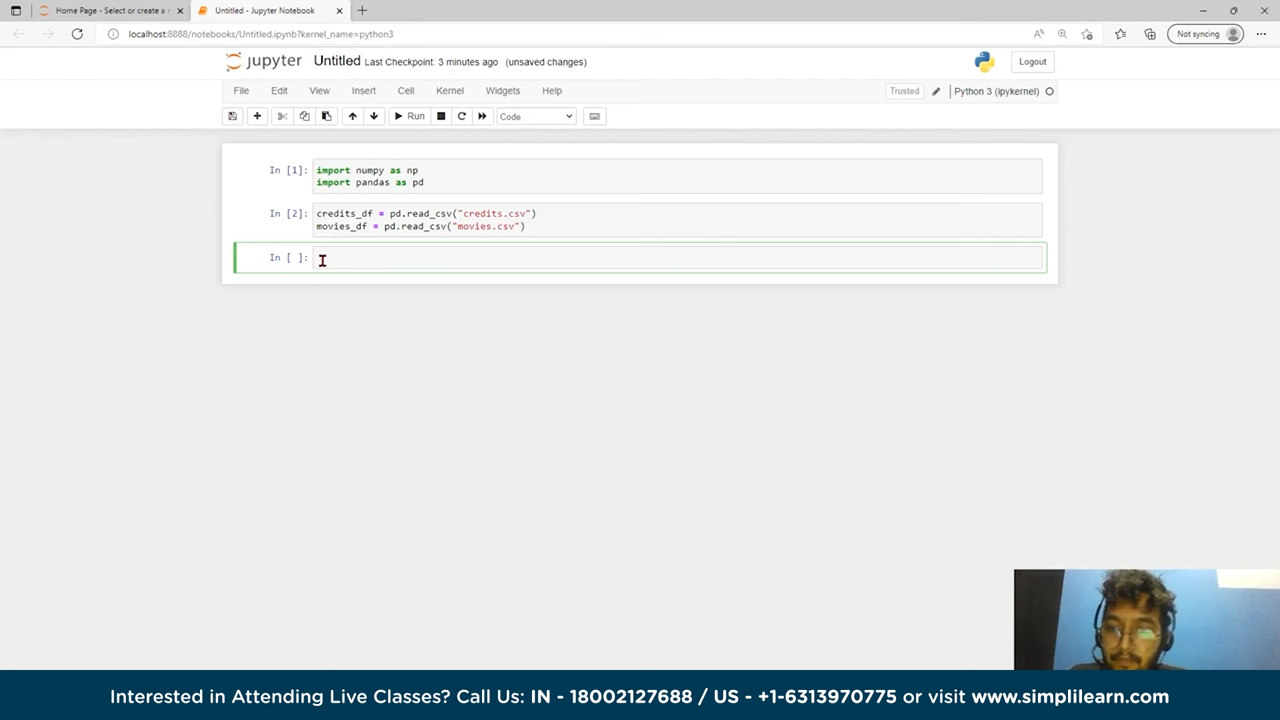 Home Page - Select or create a n
Untitled - Jupyter Notebook
localhost:8888/notebooks/Untitled.ipynb?kernel_name=python3
Not syncing
jupyter Untitled Last Checkpoint: 3 minutes ago (unsaved changes)
Logout
File Edit View Insert Cell Kernel Widgets Help
Trusted
Python 3 (ipykernel)
Run
Code
In [1]: import numpy as np
import pandas as pd
In [2]: credits_df = pd.read_csv("credits.csv")
movies_df = pd.read_csv("movies.csv")
In [ ]:
Interested in Attending Live Classes? Call Us: IN - 18002127688 / US - +1-6313970775 or visit www.simplilearn.com